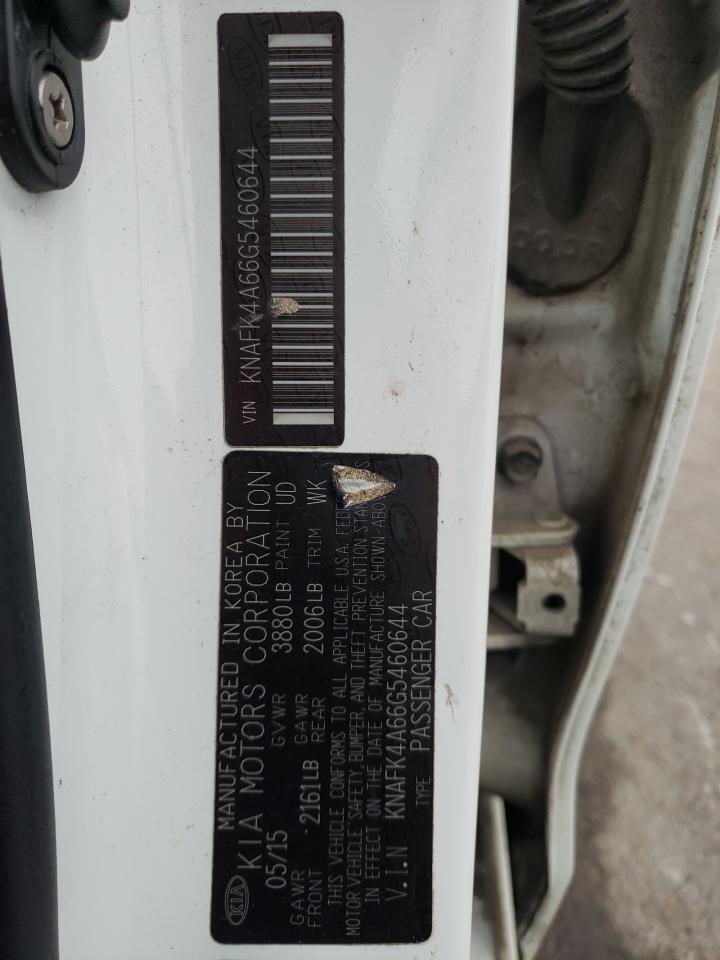 VIN KNAFK4A66G5460644
KIA
MANUFACTURED IN KOREA BY
KIA MOTORS CORPORATION
05/15 GVWR 3880LB PAINT UD
GAWR FRONT 2161LB GAWR REAR 2006LB TRIM WK
THIS VEHICLE CONFORMS TO ALL APPLICABLE U.S.A. FED
MOTOR VEHICLE SAFETY, BUMPER, AND THEFT PREVENTION STA S
IN EFFECT ON THE DATE OF MANUFACTURE SHOWN ABO
V.I.N KNAFK4A66G5460644
TYPE PASSENGER CAR